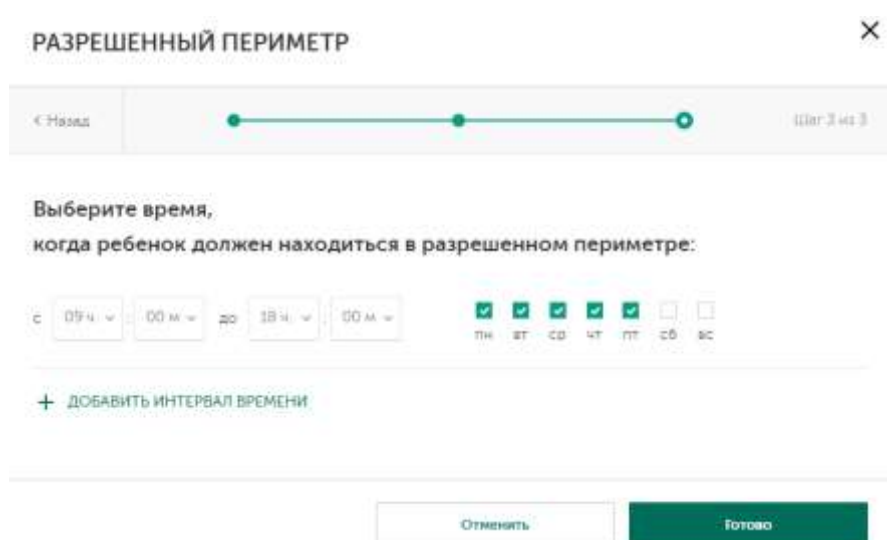 РАЗРЕШЕННЫЙ ПЕРИМЕТР
< Назад
Шаг 3 из 3
Выберите время,
когда ребенок должен находиться в разрешенном периметре:
с 09 ч. : 00 м до 18 ч. : 00 м
пн вт ср чт пт сб вс
+ ДОБАВИТЬ ИНТЕРВАЛ ВРЕМЕНИ
Отменить Готово